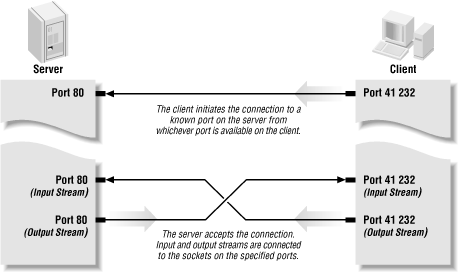 Server
Client
Port 80
Port 41 232
The client initiates the connection to a
known port on the server from
whichever port is available on the client.
Port 80
(Input Stream)
Port 41 232
(Input Stream)
Port 80
(Output Stream)
Port 41 232
(Output Stream)
The server accepts the connection.
Input and output streams are connected
to the sockets on the specified ports.